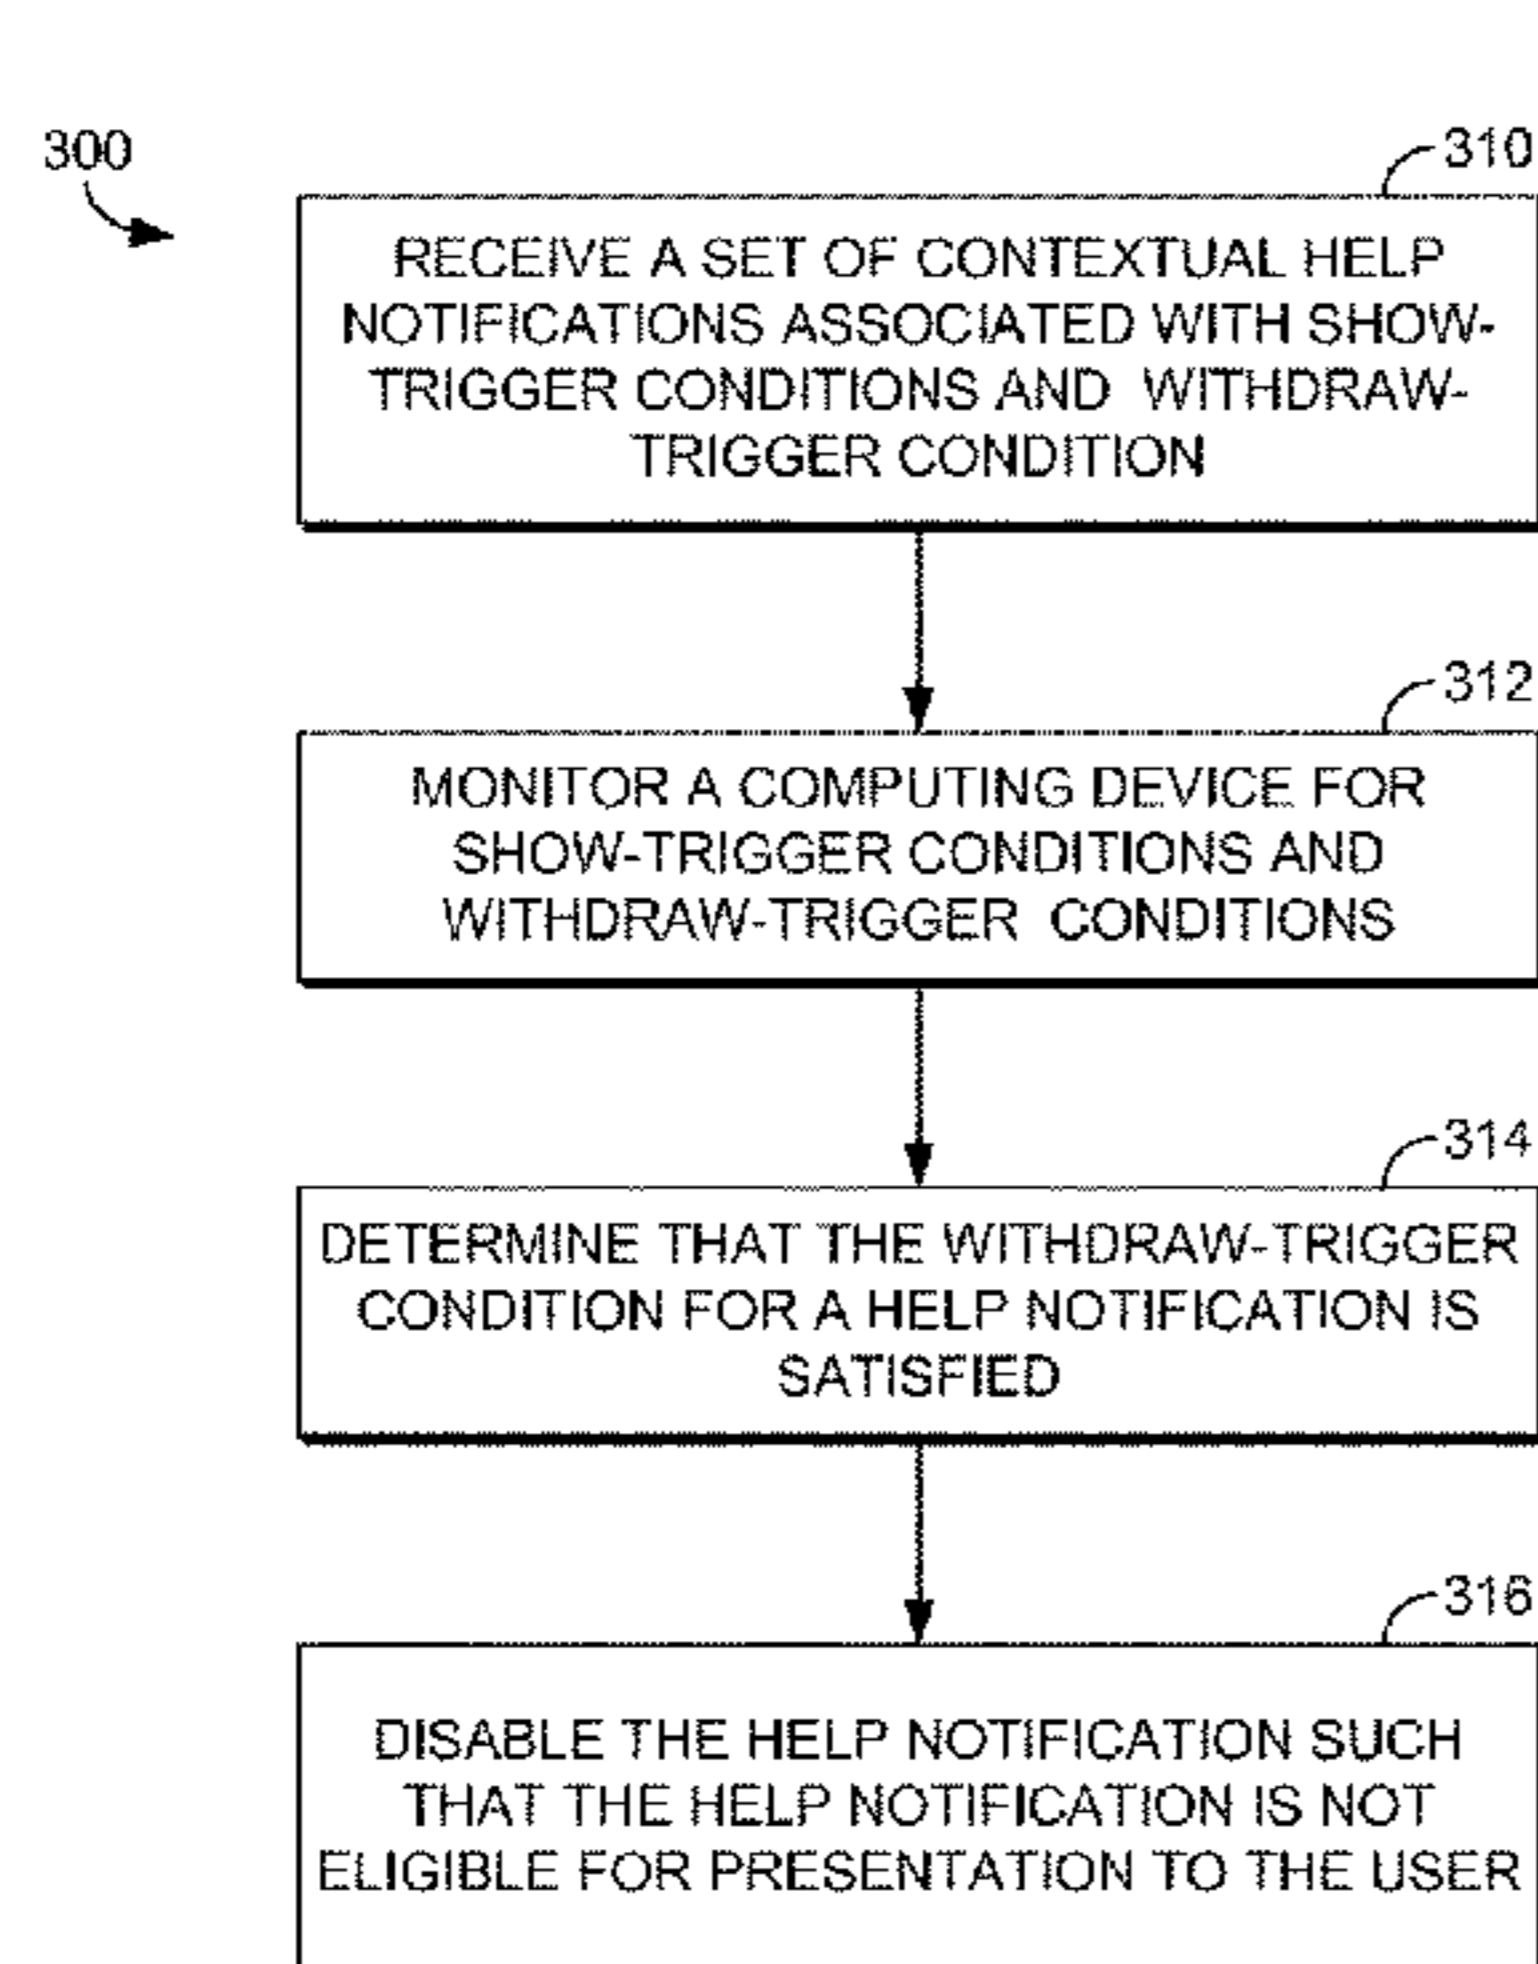 300
310
RECEIVE A SET OF CONTEXTUAL HELP
NOTIFICATIONS ASSOCIATED WITH SHOW-
TRIGGER CONDITIONS AND WITHDRAW-
TRIGGER CONDITION
312
MONITOR A COMPUTING DEVICE FOR
SHOW-TRIGGER CONDITIONS AND
WITHDRAW-TRIGGER CONDITIONS
314
DETERMINE THAT THE WITHDRAW-TRIGGER
CONDITION FOR A HELP NOTIFICATION IS
SATISFIED
316
DISABLE THE HELP NOTIFICATION SUCH
THAT THE HELP NOTIFICATION IS NOT
ELIGIBLE FOR PRESENTATION TO THE USER